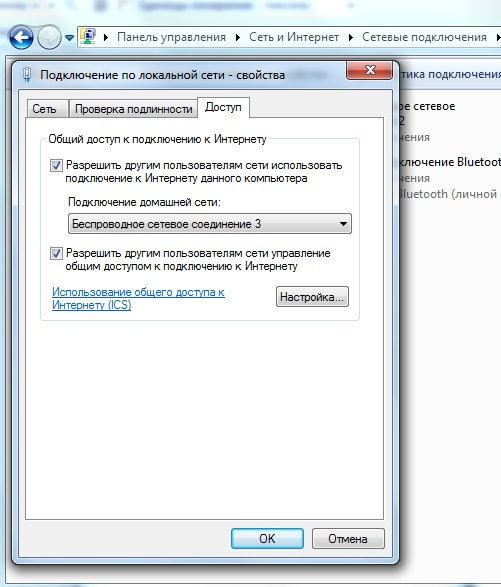 Панель управления ▸ Сеть и Интернет ▸ Сетевые подключения ▸
Подключение по локальной сети - свойства
тика подключения
Сеть
Проверка подлинности
Доступ
ое сетевое
2
чения
Общий доступ к подключению к Интернету
Разрешить другим пользователям сети использовать
подключение к Интернету данного компьютера
ключение Bluetoot
чения
Bluetooth (личной с
Подключение домашней сети:
Беспроводное сетевое соединение 3
Разрешить другим пользователям сети управление
общим доступом к подключению к Интернету
Использование общего доступа к
Интернету (ICS)
Настройка...
OK
Отмена